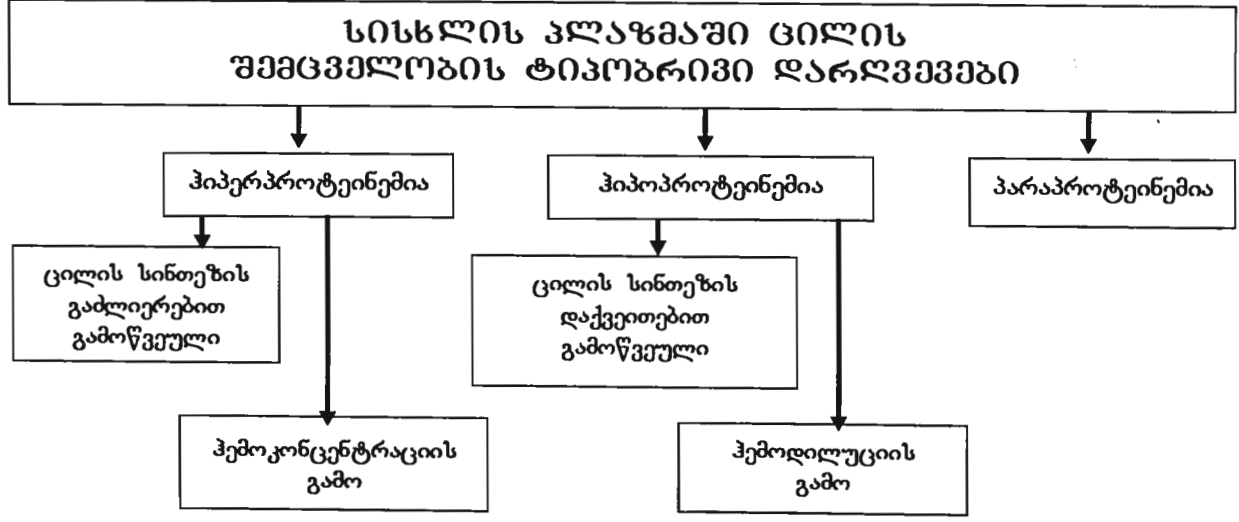 სისხლის პლაზმაში ცილის
შემცველობის ტიპობრივი დარღვევები
ჰიპერპროტეინემია
ჰიპოპროტეინემია
პარაპროტეინემია
ცილის სინთეზის
გაძლიერებით
გამოწვეული
ცილის სინთეზის
დაქვეითებით
გამოწვეული
ჰემოკონცენტრაციის
გამო
ჰემოდილუციის
გამო